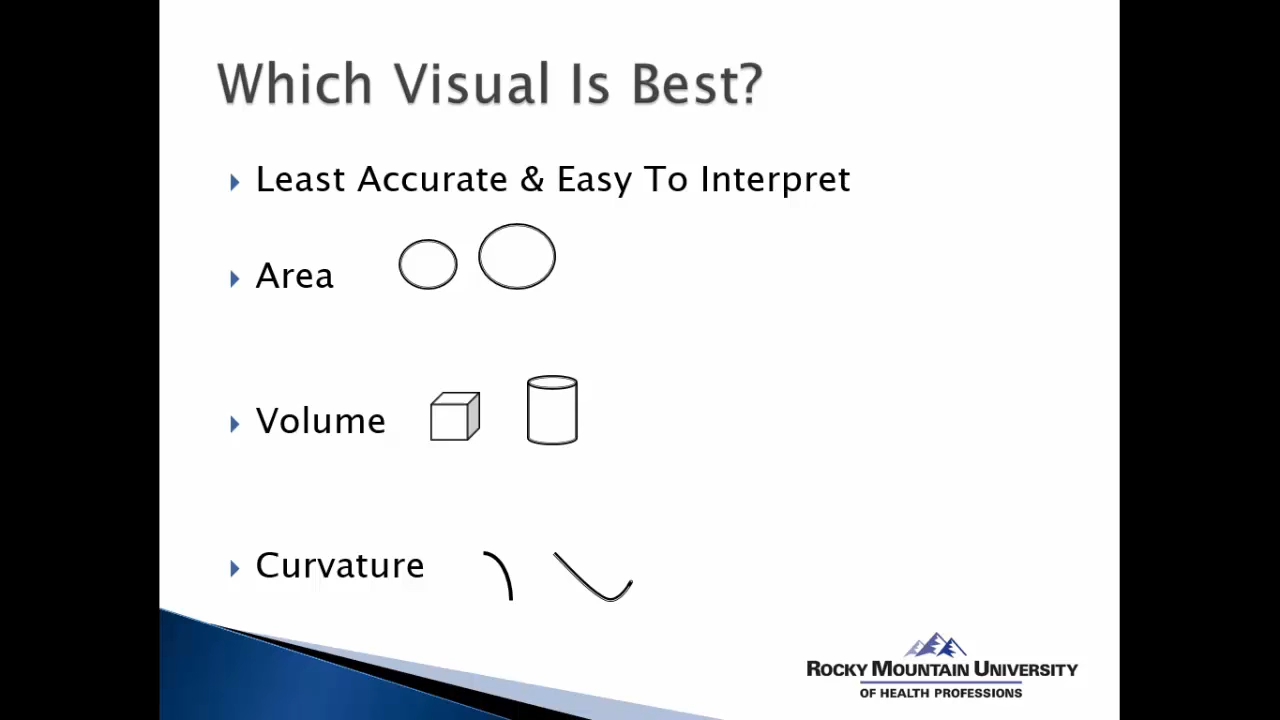 Which Visual Is Best?
Least Accurate & Easy To Interpret
Area
Volume
Curvature
ROCKY MOUNTAIN UNIVERSITY
OF HEALTH PROFESSIONS